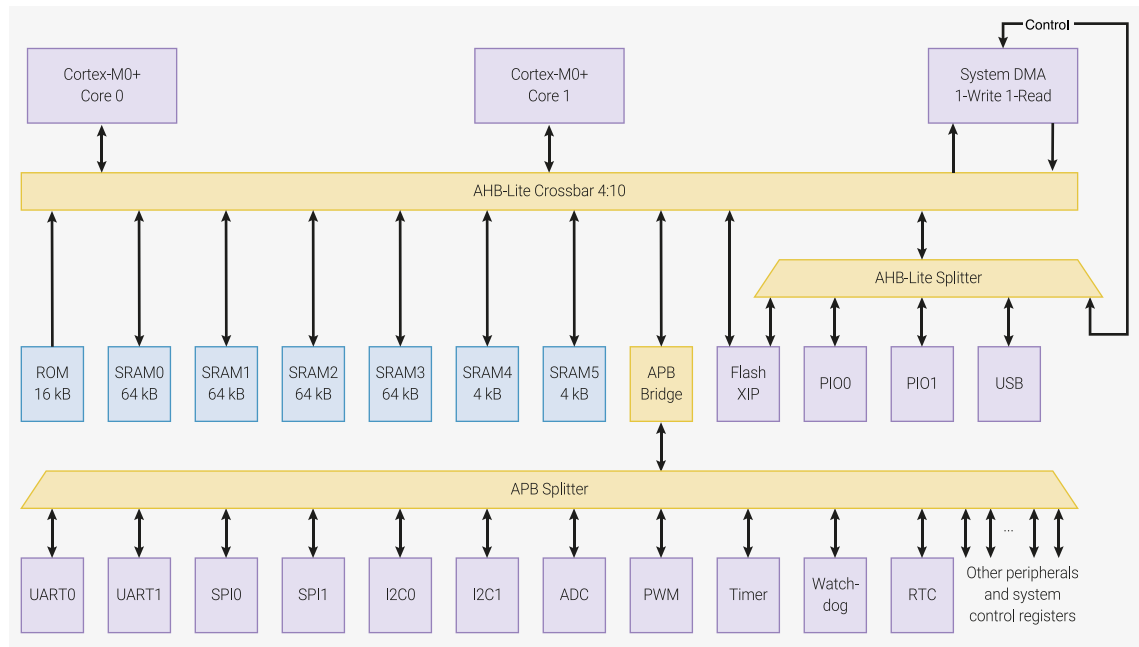 Control
Cortex-M0+
Core 0
Cortex-M0+
Core 1
System DMA
1-Write 1-Read
AHB-Lite Crossbar 4:10
AHB-Lite Splitter
ROM
16 kB
SRAM0
64 kB
SRAM1
64 kB
SRAM2
64 kB
SRAM3
64 kB
SRAM4
4 kB
SRAM5
4 kB
APB
Bridge
Flash
XIP
PIO0
PIO1
USB
APB Splitter
UART0
UART1
SPI0
SPI1
I2C0
I2C1
ADC
PWM
Timer
Watch-
dog
RTC
...
Other peripherals
and system
control registers